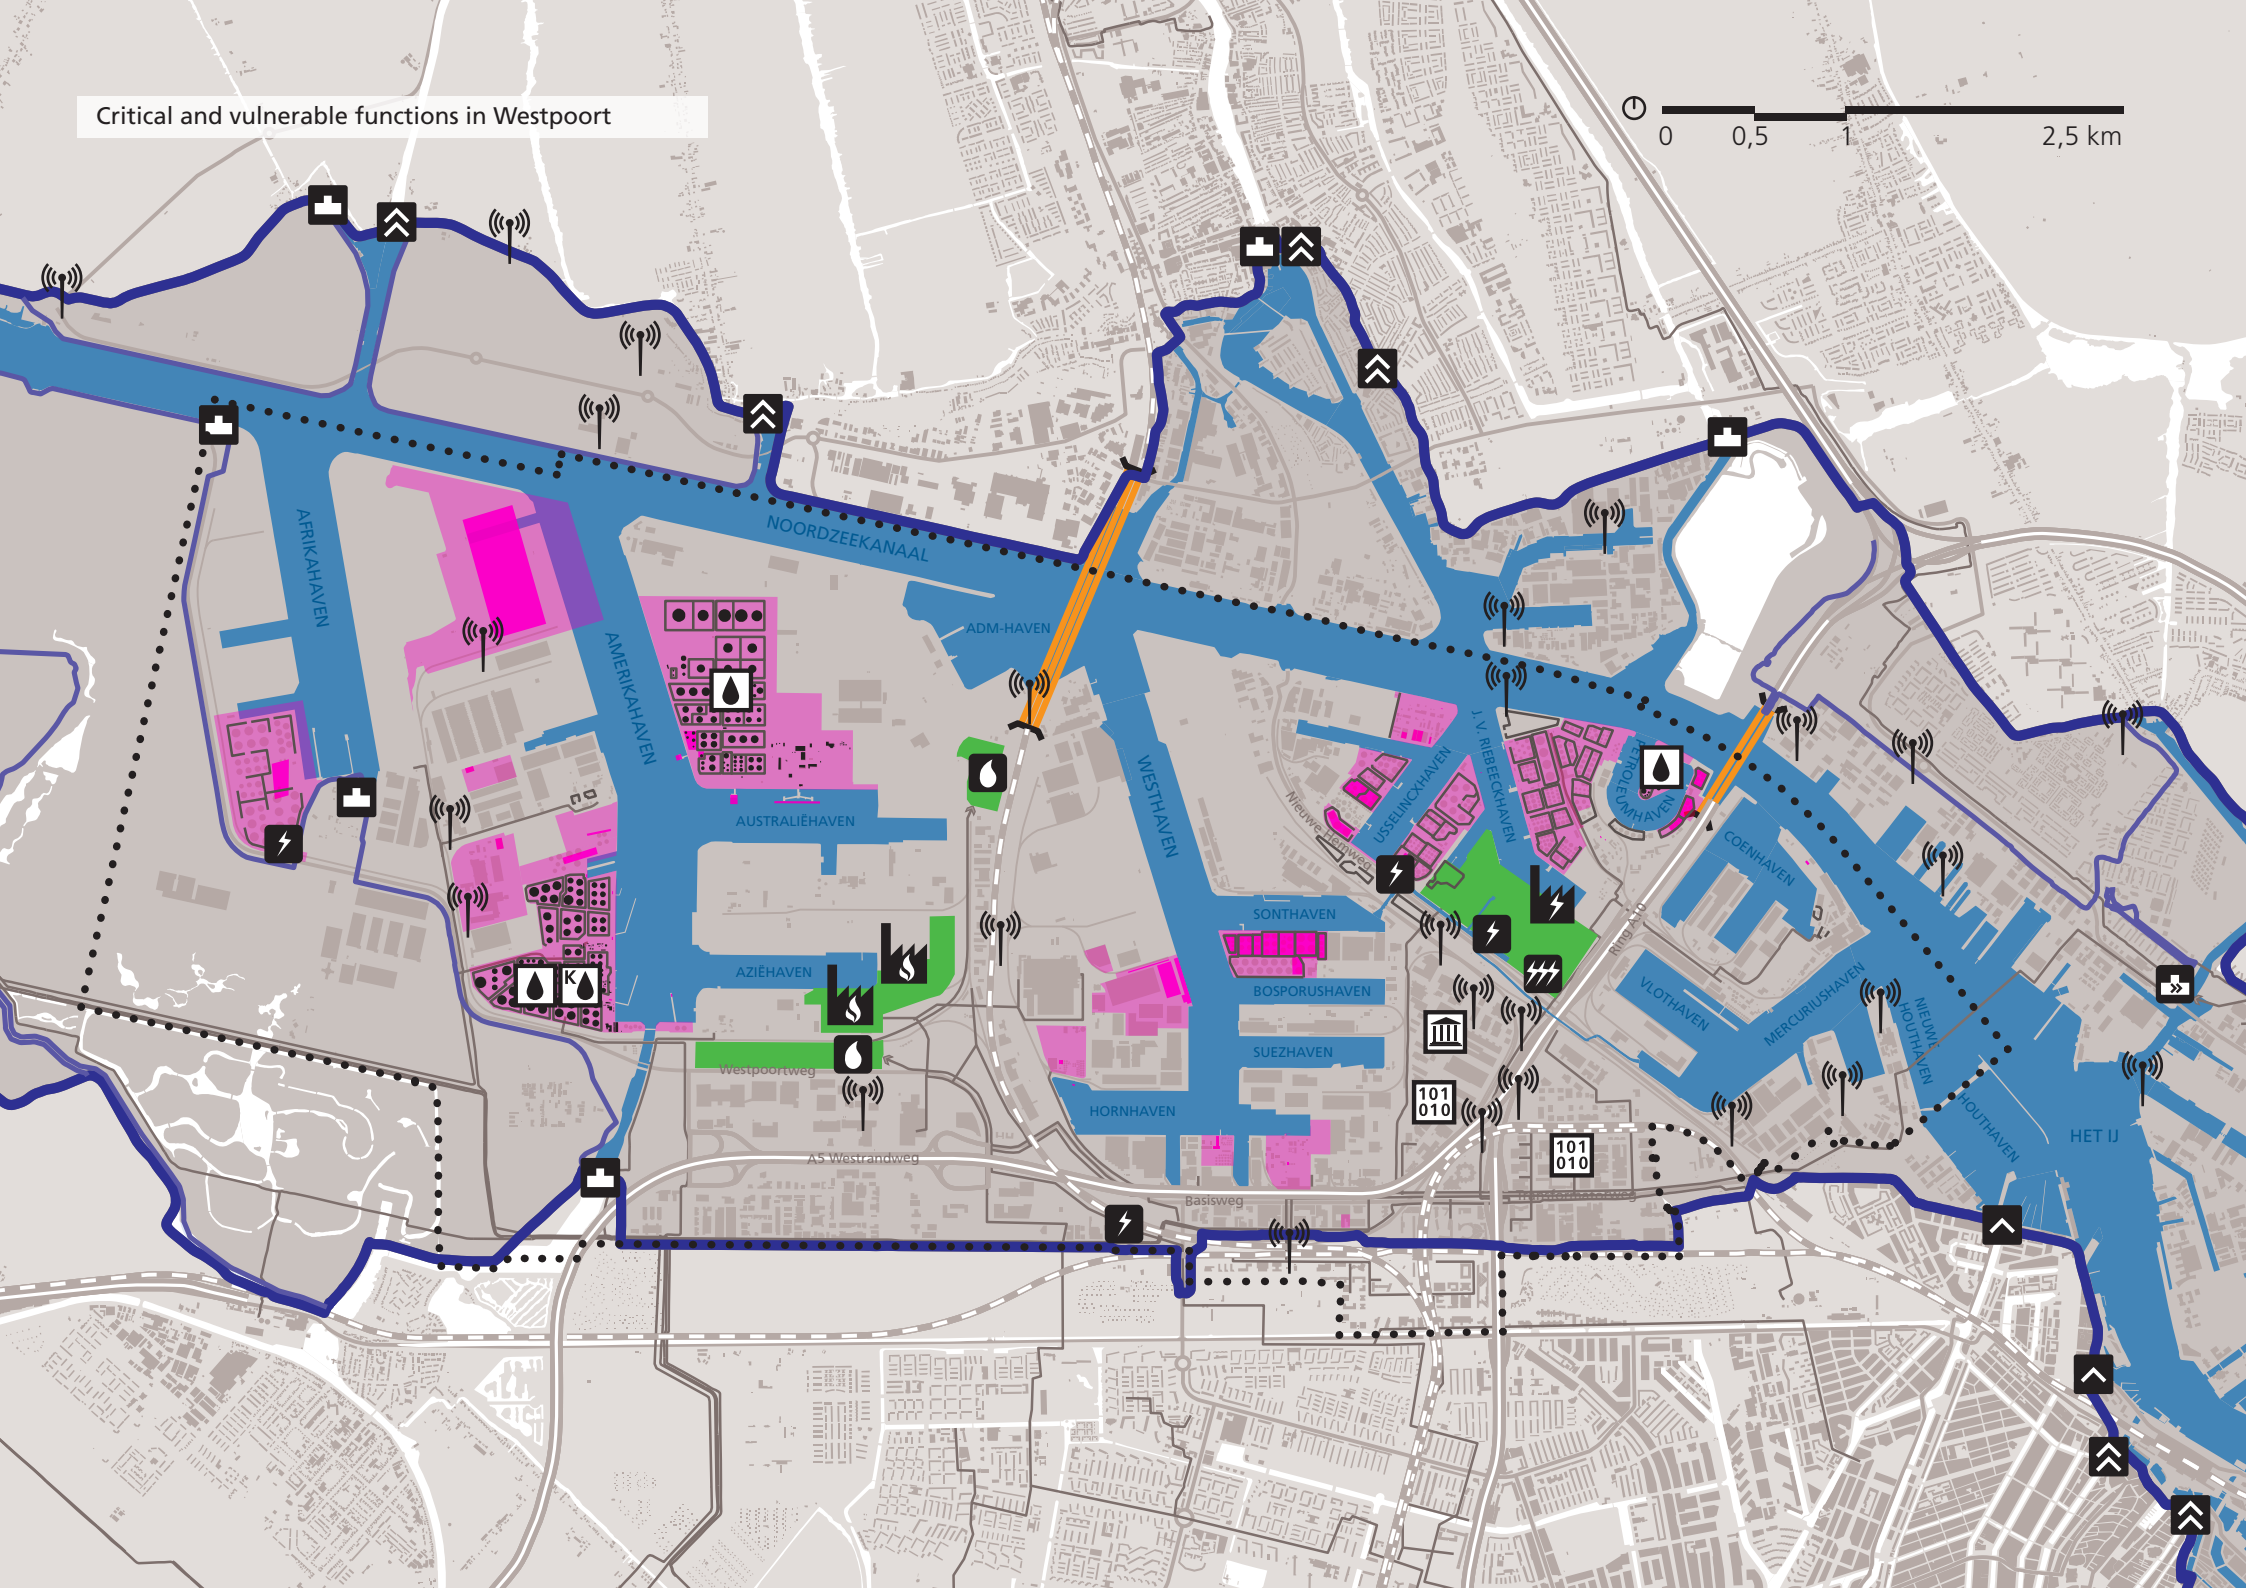 Critical and vulnerable functions in Westpoort
0 0,5 1 2,5 km
AFRIKAHAVEN
NOORDZEEKANAAL
AMERIKAHAVEN
ADM-HAVEN
WESTHAVEN
AUSTRALIËHAVEN
AZIËHAVEN
K
Westpoortweg
A5 Westrandweg
HORNHAVEN
Basisweg
SONTHAVEN
BOSPORUSHAVEN
SUEZHAVEN
Nieuwe Hemweg
IJSSELINCKXHAVEN
J. V. RIEBEECKHAVEN
PETROLEUMHAVEN
COENHAVEN
Ring A10
VLOTHAVEN
MERCURIUSHAVEN
NIEUWE
HOUTHAVEN
HOUTHAVEN
HET IJ
101
010
101
010